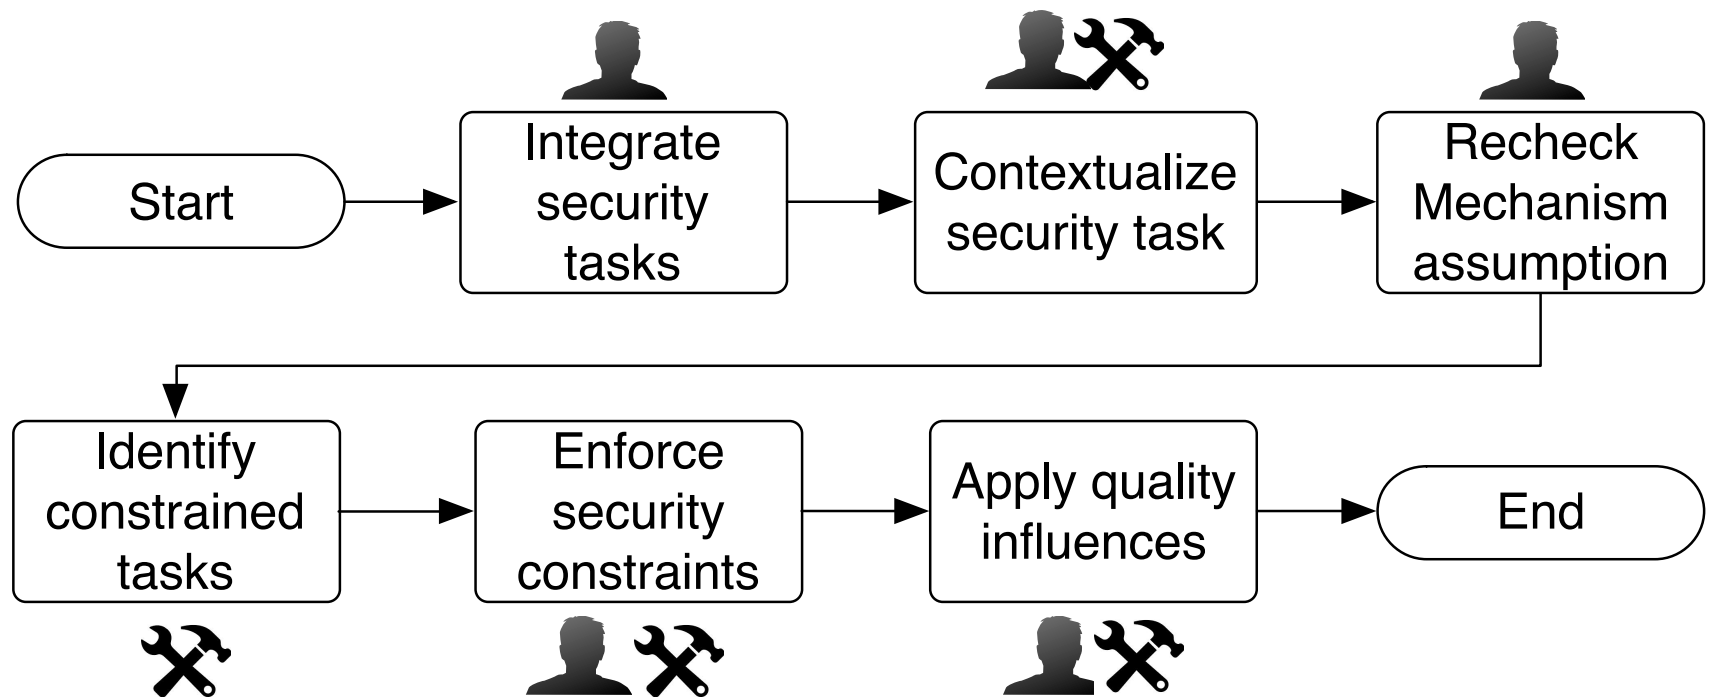 Start
Integrate
security
tasks
Contextualize
security task
Recheck
Mechanism
assumption
Identify
constrained
tasks
Enforce
security
constraints
Apply quality
influences
End